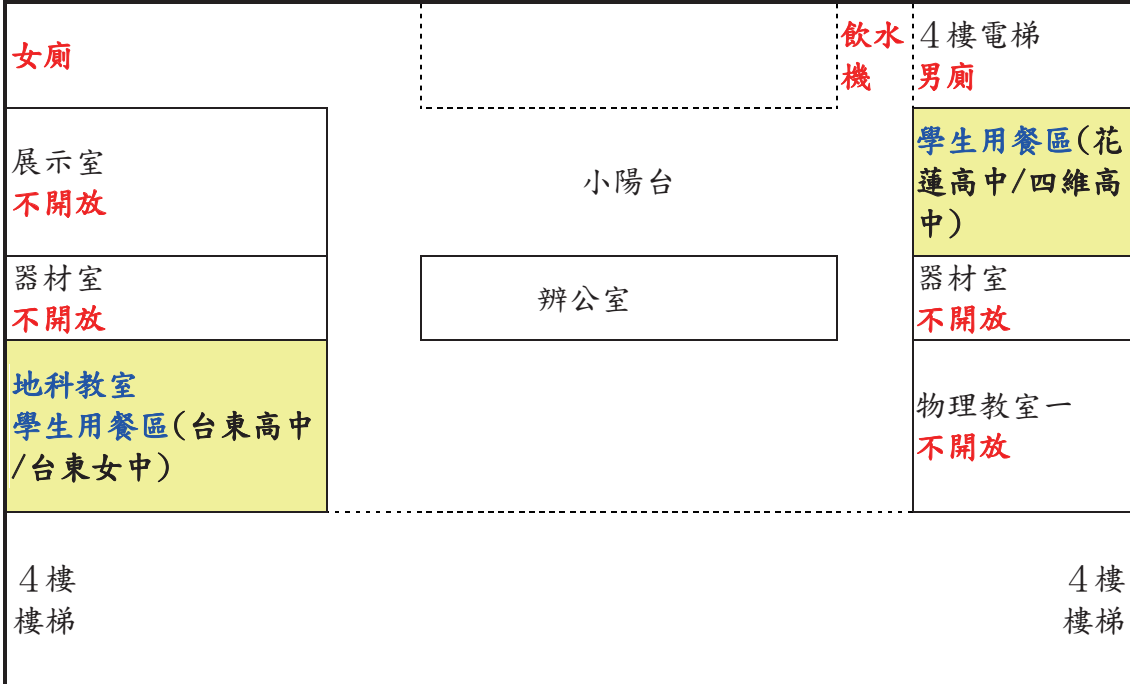 女廁
飲水
機
４樓電梯
男廁
展示室
不開放
小陽台
學生用餐區(花
蓮高中/四維高
中)
器材室
不開放
辨公室
器材室
不開放
地科教室
學生用餐區(台東高中
/台東女中)
物理教室一
不開放
４樓
樓梯
４樓
樓梯